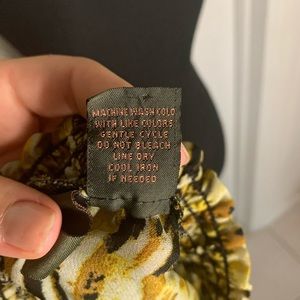 MACHINE WASH COLD
WITH LIKE COLORS
GENTLE CYCLE
DO NOT BLEACH
LINE DRY
COOL IRON
IF NEEDED